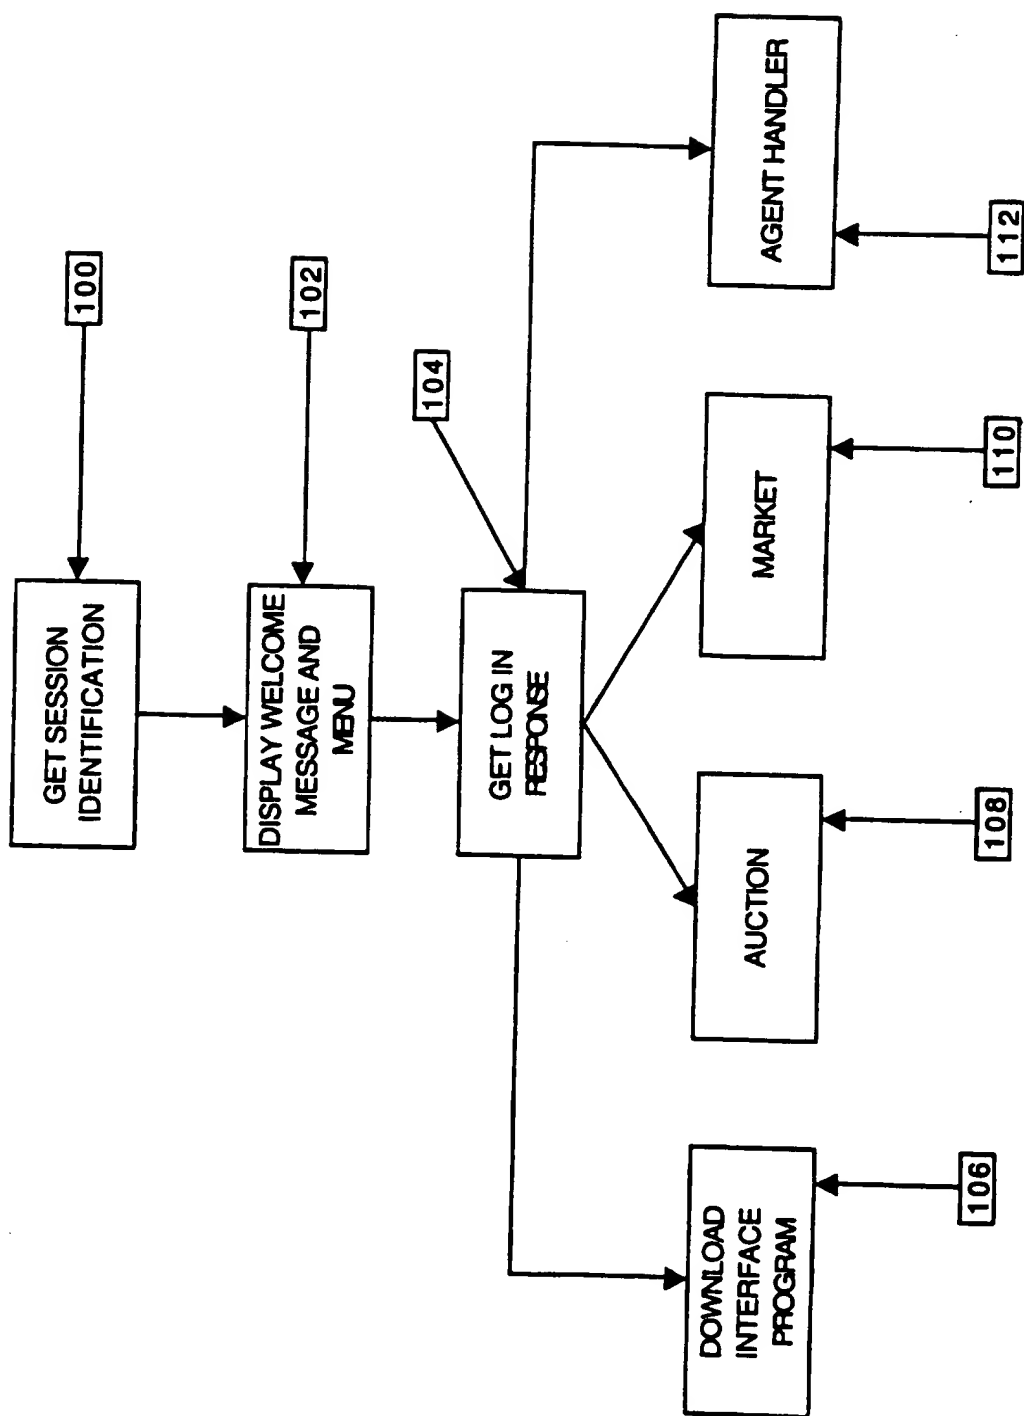 100
GET SESSION
IDENTIFICATION
102
DISPLAY WELCOME
MESSAGE AND
MENU
104
GET LOG IN
RESPONSE
DOWNLOAD
INTERFACE
PROGRAM
AUCTION
MARKET
AGENT HANDLER
106
108
110
112